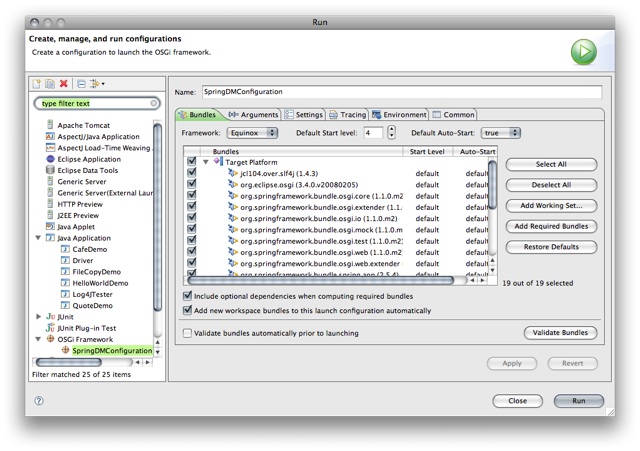 Run
Create, manage, and run configurations
Create a configuration to launch the OSGi framework.
type filter text
Apache Tomcat
AspectJ/Java Application
AspectJ Load-Time Weaving
Eclipse Application
Eclipse Data Tools
Generic Server
Generic Server(External Laun
HTTP Preview
J2EE Preview
Java Applet
Java Application
CafeDemo
Driver
FileCopyDemo
HelloWorldDemo
Log4JTester
QuoteDemo
JUnit
JUnit Plug-in Test
OSGi Framework
SpringDMConfiguration
Filter matched 25 of 25 items
Name: SpringDMConfiguration
Bundles Arguments Settings Tracing Environment Common
Framework: Equinox Default Start level: 4 Default Auto-Start: true
Bundles Start Level Auto-Start
Target Platform
jcl104.over.slf4j (1.4.3) default default
org.eclipse.osgi (3.4.0.v20080205) default default
org.springframework.bundle.osgi.core (1.1.0.m2) default default
org.springframework.bundle.osgi.extender (1.1.0.m default default
org.springframework.bundle.osgi.io (1.1.0.m2) default default
org.springframework.bundle.osgi.mock (1.1.0.m2) default default
org.springframework.bundle.osgi.test (1.1.0.m2) default default
org.springframework.bundle.osgi.web (1.1.0.m2) default default
org.springframework.bundle.osgi.web.extender ( default default
org.springframework.bundle.spring.aop (2.5.4) default default
Select All
Deselect All
Add Working Set...
Add Required Bundles
Restore Defaults
19 out of 19 selected
Include optional dependencies when computing required bundles
Add new workspace bundles to this launch configuration automatically
Validate bundles automatically prior to launching
Validate Bundles
Apply Revert
? Close Run